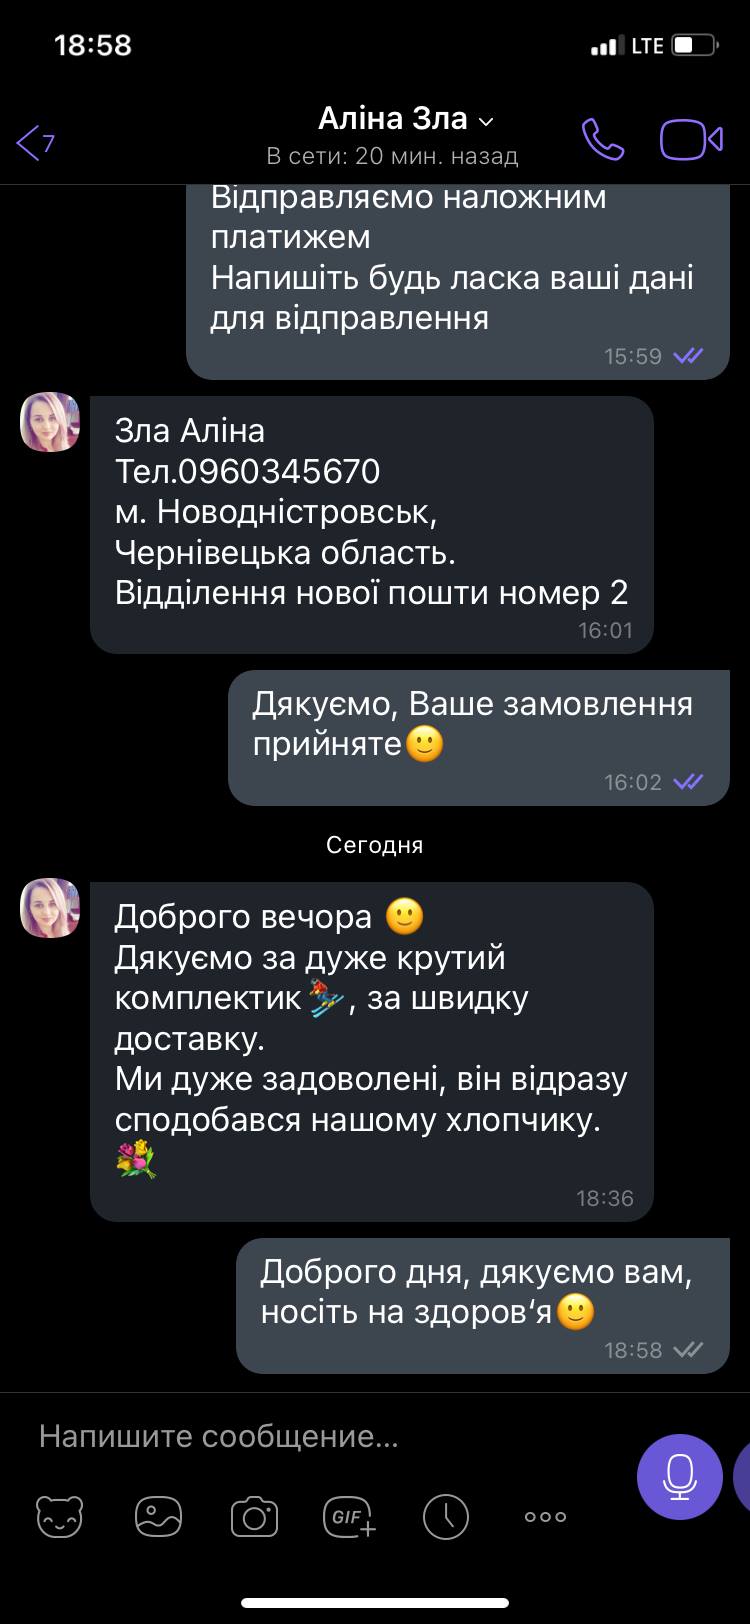 18:58
LTE
7
Аліна Зла
В сети: 20 мин. назад
Відправляємо наложним
платижем
Напишіть будь ласка ваші дані
для відправлення
15:59
Зла Аліна
Тел.0960345670
м. Новодністровськ,
Чернівецька область.
Відділення нової пошти номер 2
16:01
Дякуємо, Ваше замовлення
прийняте🙂
16:02
Сегодня
Доброго вечора 🙂
Дякуємо за дуже крутий
комплектик⛷, за швидку
доставку.
Ми дуже задоволені, він відразу
сподобався нашому хлопчику.
💐
18:36
Доброго дня, дякуємо вам,
носіть на здоров‘я🙂
18:58
Напишите сообщение...
GIF